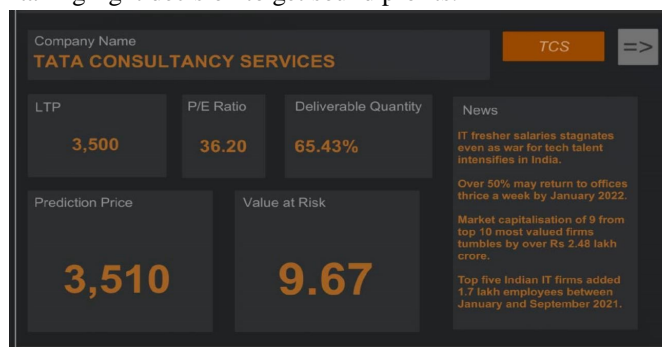 Company Name
TATA CONSULTANCY SERVICES
TCS
=>
LTP
3,500
P/E Ratio
36.20
Deliverable Quantity
65.43%
Prediction Price
3,510
Value at Risk
9.67
News
IT fresher salaries stagnates
even as war for tech talent
intensifies in India.
Over 50% may return to offices
thrice a week by January 2022.
Market capitalisation of 9 from
top 10 most valued firms
tumbles by over Rs 2.48 lakh
crore.
Top five Indian IT firms added
1.7 lakh employees between
January and September 2021.